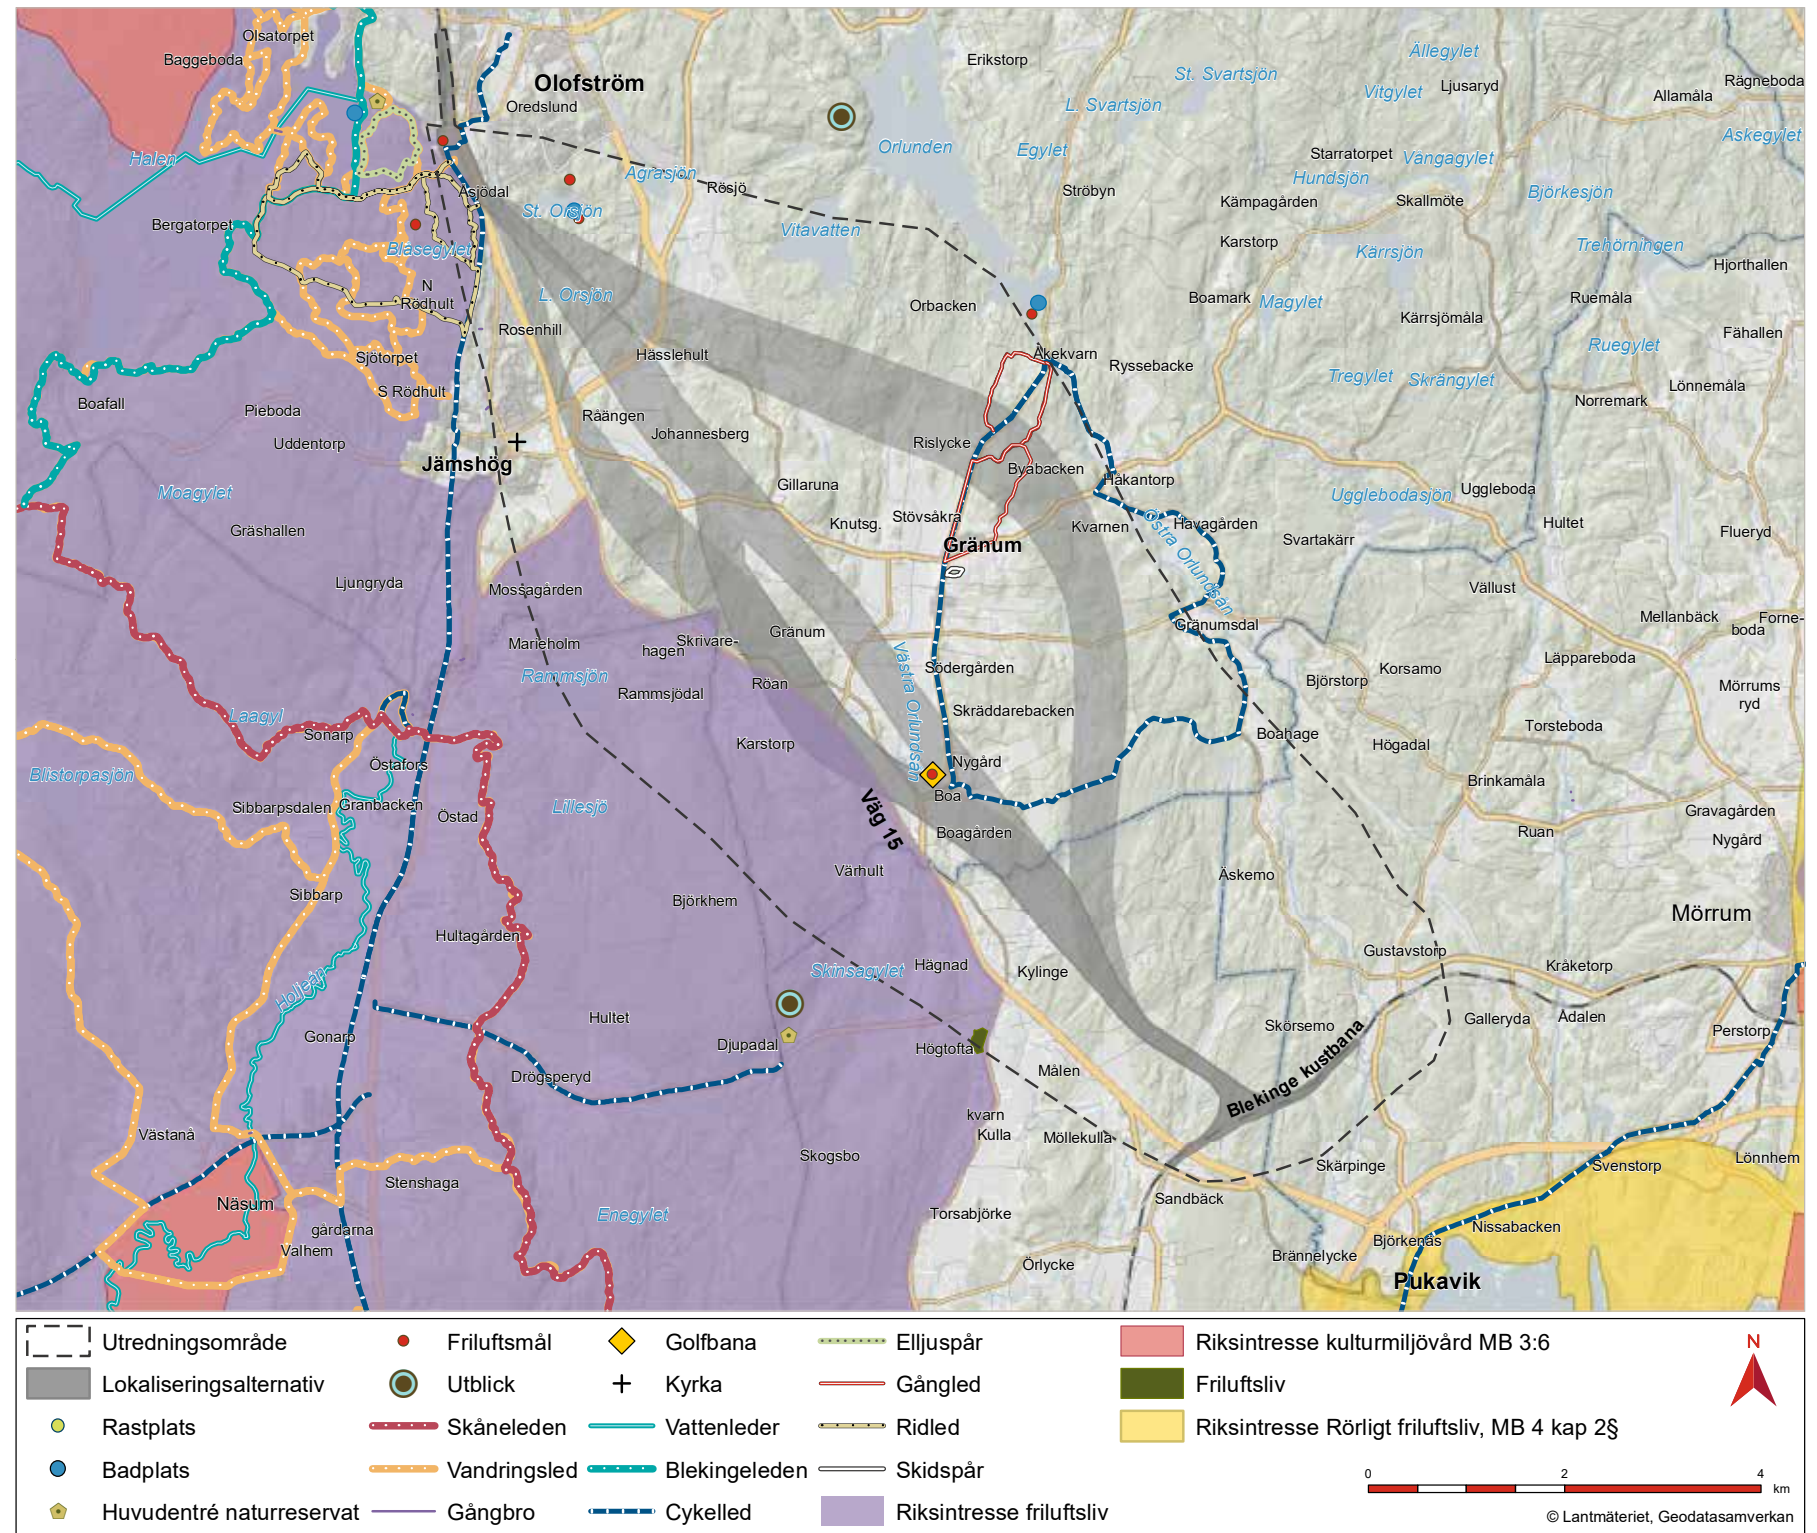 Olsatorpet
Baggeboda
Olofström
Oredslund
Erikstorp
Ällegylet
St. Svartsjön
Ljusaryd
Rägneboda
Vitgylet
Allamåla
L. Svartsjön
Askegylet
Halen
Orlunden
Egylet
Starratorpet
Vångagylet
Agrasjön
Hundsjön
Rösjö
Asjödal
Ströbyn
Björkesjön
Kämpagården
Skallmöte
St. Orsjön
Bergatorpet
Vitavatten
Blåsegylet
Karstorp
Kärrsjön
Trehörningen
Hjorthallen
N
Rödhult
L. Orsjön
Orbacken
Boamark
Magylet
Ruemåla
Kärrsjömåla
Fähallen
Rosenhill
Ruegylet
Sjötorpet
Hässlehult
Åkekvarn
Ryssebacke
Tregylet
Skrängylet
Lönnemåla
S Rödhult
Boafall
Pieboda
Norremark
Råängen
Uddentorp
Johannesberg
Rislycke
Jämshög
Byabacken
Håkantorp
Moagylet
Gillaruna
Ugglebodasjön
Uggleboda
Gräshallen
Knutsg.
Stövsåkra
Kvarnen
Östra Orlundsån
Havagården
Hultet
Flueryd
Svartakärr
Gränum
Ljungryda
Mossagården
Vällust
Mellanbäck
Forne-
boda
Gränumsdal
Gränum
Marieholm
Skrivare-
hagen
Västra Orlundsån
Södergården
Läppareboda
Korsamo
Björstorp
Rammsjön
Rammsjödal
Röan
Mörrums
ryd
Laagyl
Skräddarebacken
Sonarp
Boahage
Torsteboda
Karstorp
Högadal
Östafors
Nygård
Blistorpasjön
Brinkamåla
Boa
Sibbarpsdalen
Granbacken
Lillesjö
Östad
Väg 15
Gravagården
Boagården
Ruan
Nygård
Värhult
Äskemo
Sibbarp
Björkhem
Mörrum
Hultagården
Gustavstorp
Hägnad
Kråketorp
Skinsagylet
Kylinge
Holjeån
Hultet
Skörsemo
Galleryda
Ådalen
Gonarp
Perstorp
Djupadal
Högtofta
Drögsperyd
Målen
Blekinge kustbana
kvarn
Kulla
Västanå
Möllekulla
Skogsbo
Skärpinge
Svenstorp
Lönnhem
Stenshaga
Näsum
Sandbäck
Enegylet
Torsabjörke
gårdarna
Nissabacken
Björkenäs
Valhem
Brännelycke
Örlycke
Pukavik
Utredningsområde
Lokaliseringsalternativ
Rastplats
Badplats
Huvudentré naturreservat
Friluftsmål
Utblick
Skåneleden
Vandringsled
Gångbro
Golfbana
Kyrka
Vattenleder
Blekingeleden
Cykelled
Elljuspår
Gångled
Ridled
Skidspår
Riksintresse friluftsliv
Riksintresse kulturmiljövård MB 3:6
Friluftsliv
Riksintresse Rörligt friluftsliv, MB 4 kap 2§
N
0 2 4
km
© Lantmäteriet, Geodatasamverkan